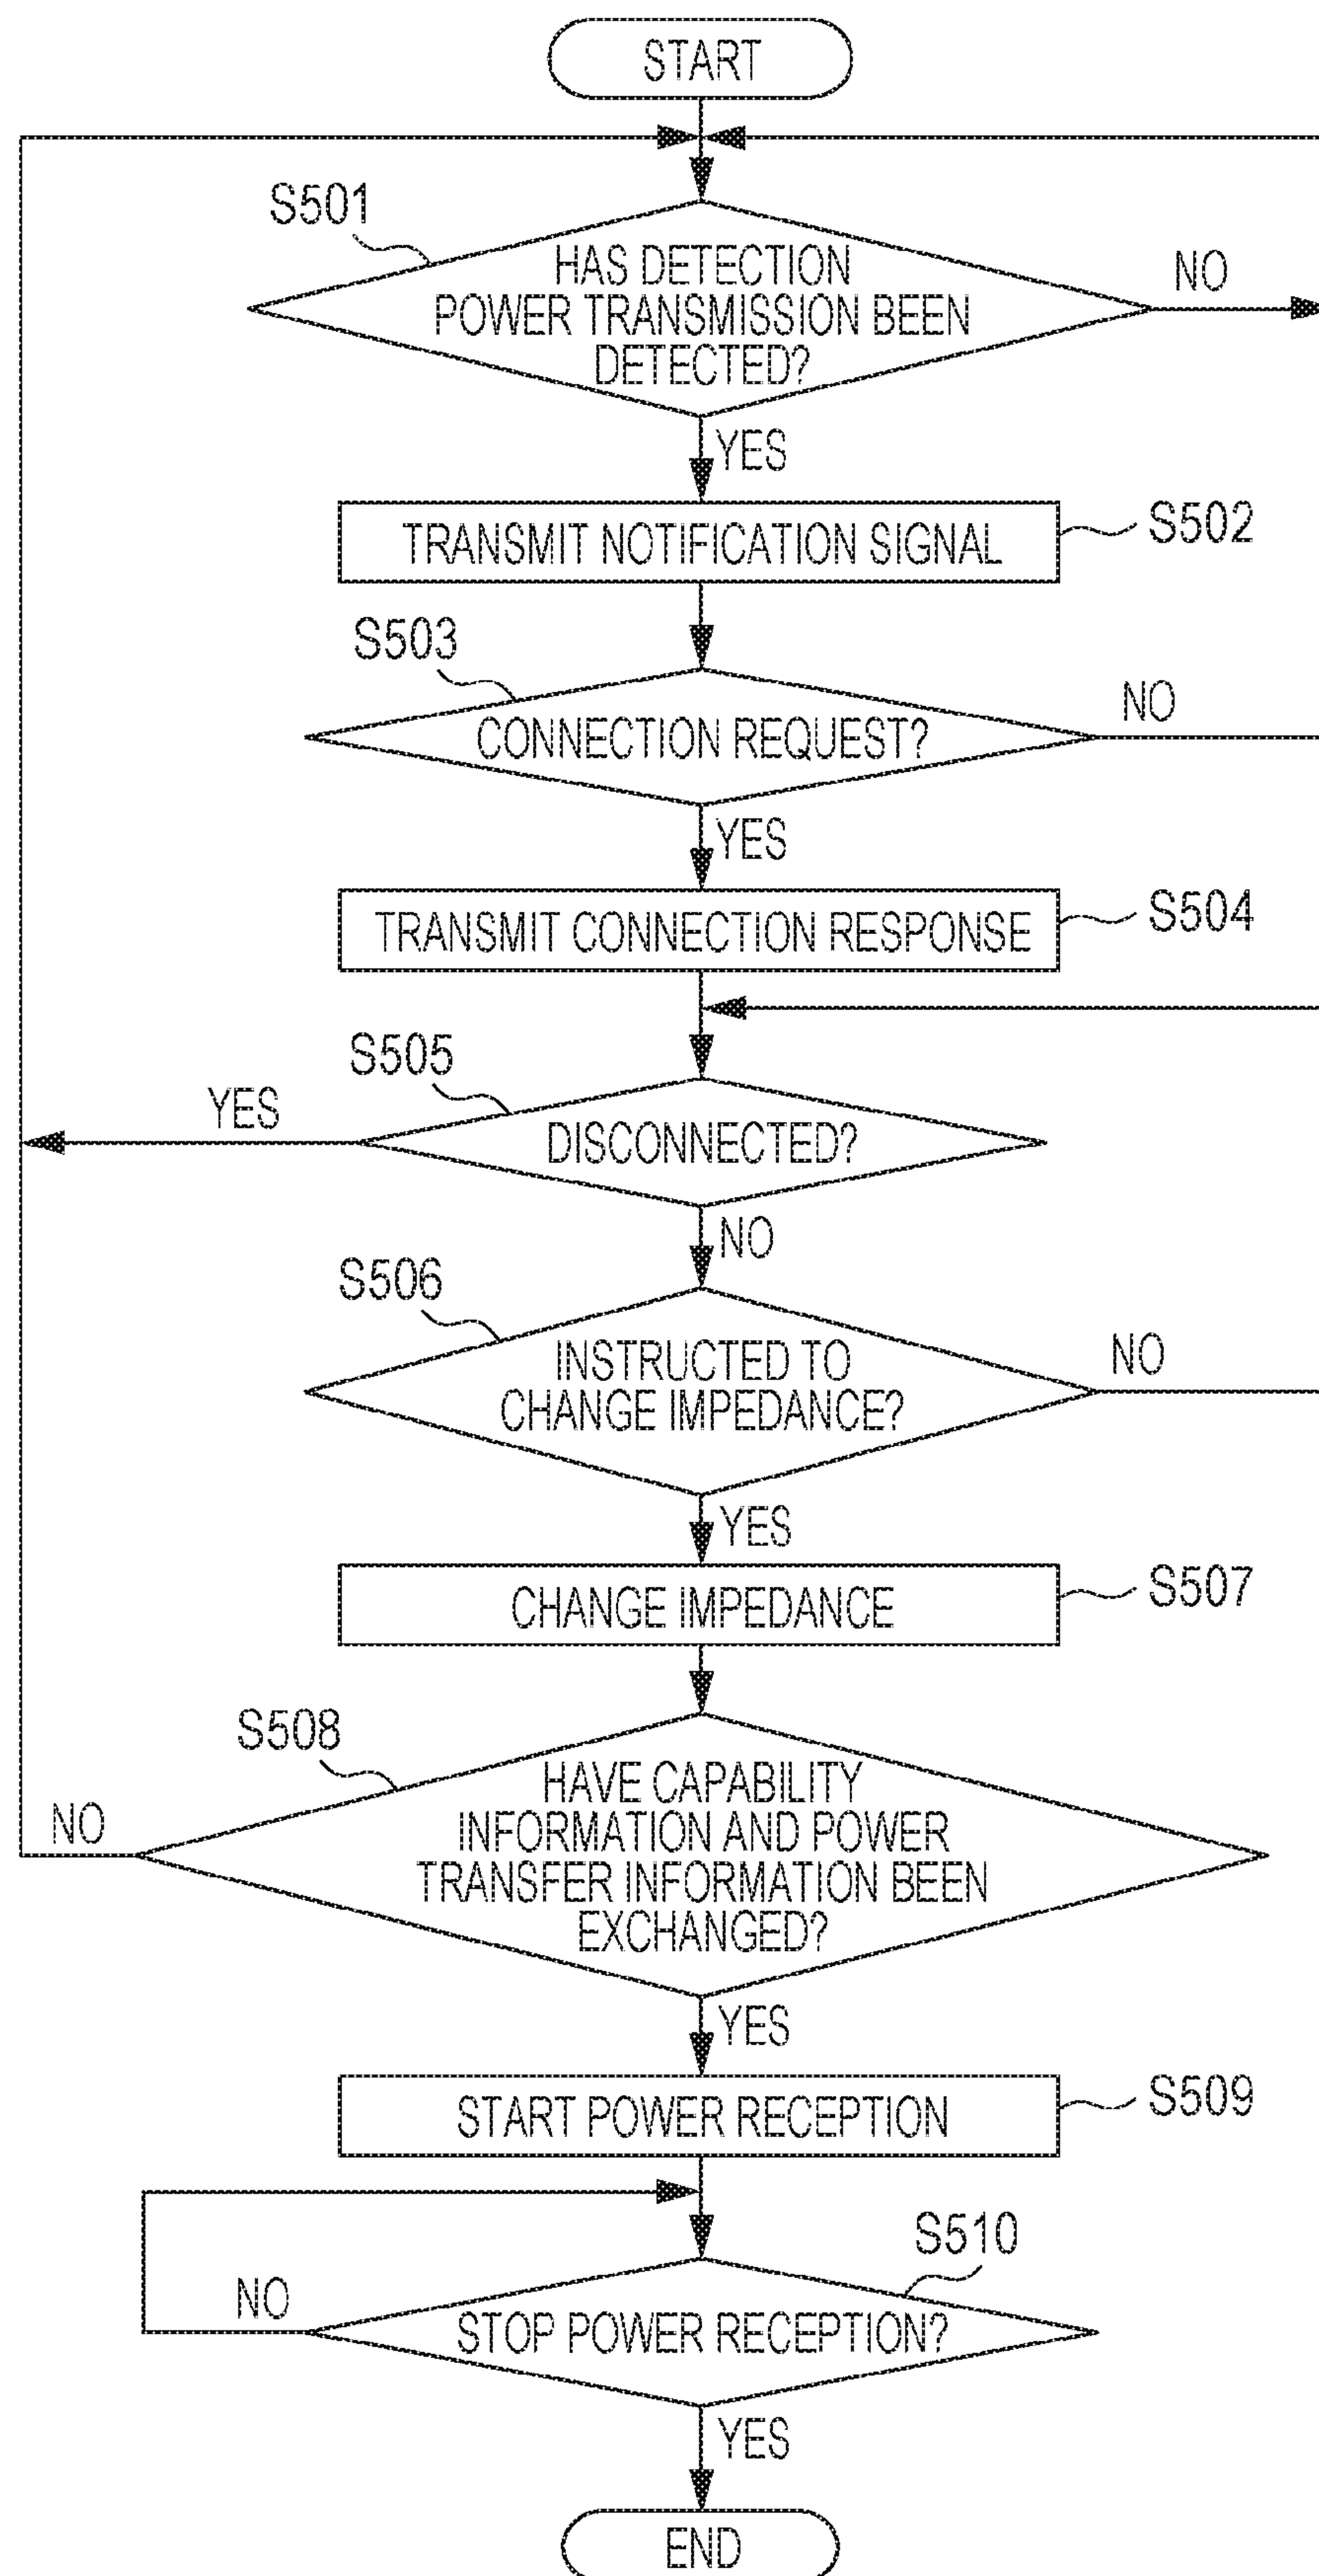 START
S501
HAS DETECTION
POWER TRANSMISSION BEEN
DETECTED?
NO
YES
TRANSMIT NOTIFICATION SIGNAL
S502
S503
CONNECTION REQUEST?
NO
YES
TRANSMIT CONNECTION RESPONSE
S504
S505
YES
DISCONNECTED?
NO
S506
INSTRUCTED TO
CHANGE IMPEDANCE?
NO
YES
CHANGE IMPEDANCE
S507
S508
NO
HAVE CAPABILITY
INFORMATION AND POWER
TRANSFER INFORMATION BEEN
EXCHANGED?
YES
START POWER RECEPTION
S509
S510
NO
STOP POWER RECEPTION?
YES
END